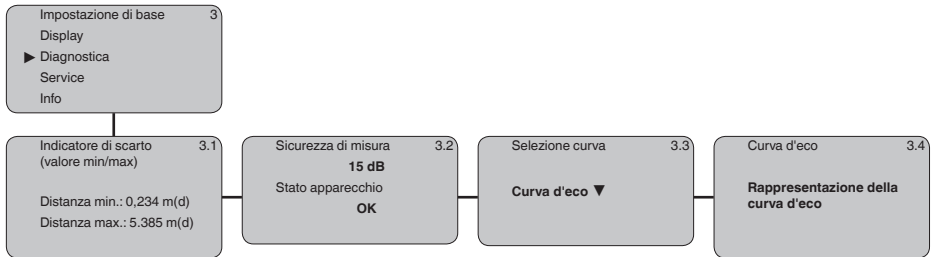 Impostazione di base 3
Display
▶ Diagnostica
Service
Info
Indicatore di scarto 3.1
(valore min/max)
Distanza min.: 0,234 m(d)
Distanza max.: 5.385 m(d)
Sicurezza di misura 3.2
15 dB
Stato apparecchio
OK
Selezione curva 3.3
Curva d'eco ▼
Curva d'eco 3.4
Rappresentazione della
curva d'eco